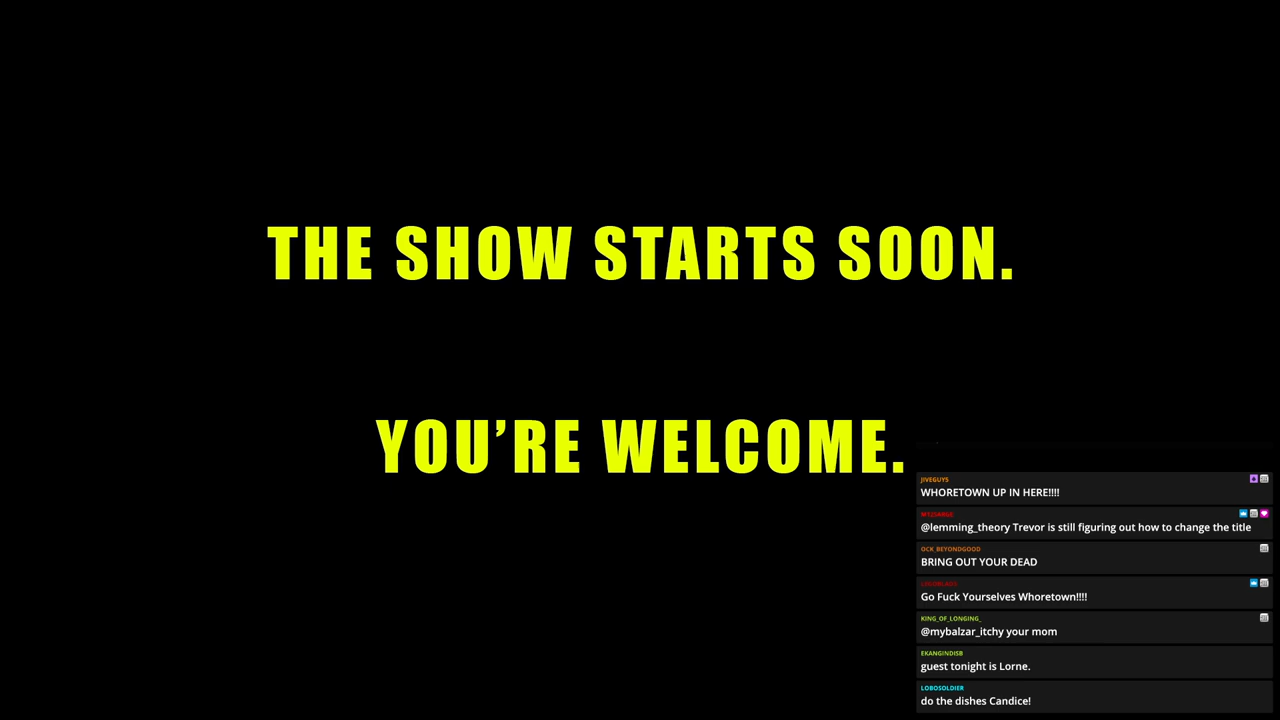 THE SHOW STARTS SOON.
YOU’RE WELCOME.
JIVEGUYS
WHORETOWN UP IN HERE!!!!
@lemming_theory Trevor is still figuring out how to change the title
OCK_BEYONDGOOD
BRING OUT YOUR DEAD
Go Fuck Yourselves Whoretown!!!!
KING_OF_LONGING_
@mybalzar_itchy your mom
EKANGINDISB
guest tonight is Lorne.
LOBOSOLDIER
do the dishes Candice!